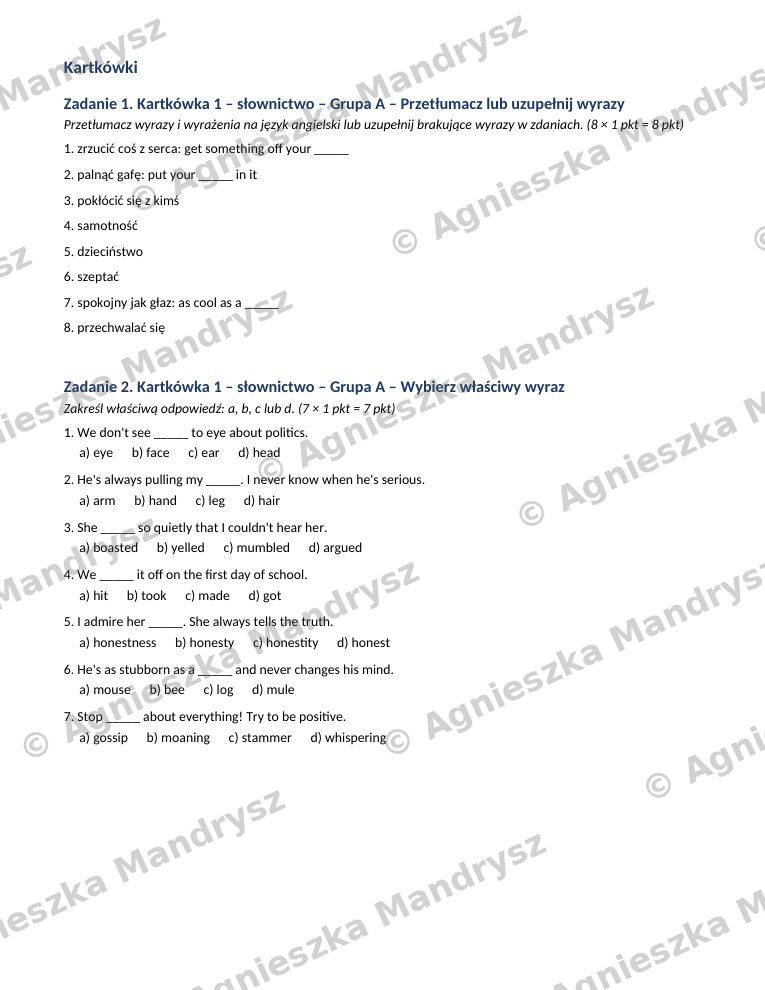 Kartkówki
Zadanie 1. Kartkówka 1 – słownictwo – Grupa A – Przetłumacz lub uzupełnij wyrazy
Przetłumacz wyrazy i wyrażenia na język angielski lub uzupełnij brakujące wyrazy w zdaniach. (8 × 1 pkt = 8 pkt)
1. zrzucić coś z serca: get something off your _____
2. palnąć gafę: put your _____ in it
3. pokłócić się z kimś
4. samotność
5. dzieciństwo
6. szeptać
7. spokojny jak głaz: as cool as a _____
8. przechwalać się
Zadanie 2. Kartkówka 1 – słownictwo – Grupa A – Wybierz właściwy wyraz
Zakreśl właściwą odpowiedź: a, b, c lub d. (7 × 1 pkt = 7 pkt)
1. We don't see _____ to eye about politics.
a) eye b) face c) ear d) head
2. He's always pulling my _____. I never know when he's serious.
a) arm b) hand c) leg d) hair
3. She _____ so quietly that I couldn't hear her.
a) boasted b) yelled c) mumbled d) argued
4. We _____ it off on the first day of school.
a) hit b) took c) made d) got
5. I admire her _____. She always tells the truth.
a) honestness b) honesty c) honestity d) honest
6. He's as stubborn as a _____ and never changes his mind.
a) mouse b) bee c) log d) mule
7. Stop _____ about everything! Try to be positive.
a) gossip b) moaning c) stammer d) whispering
© Agnieszka Mandrysz